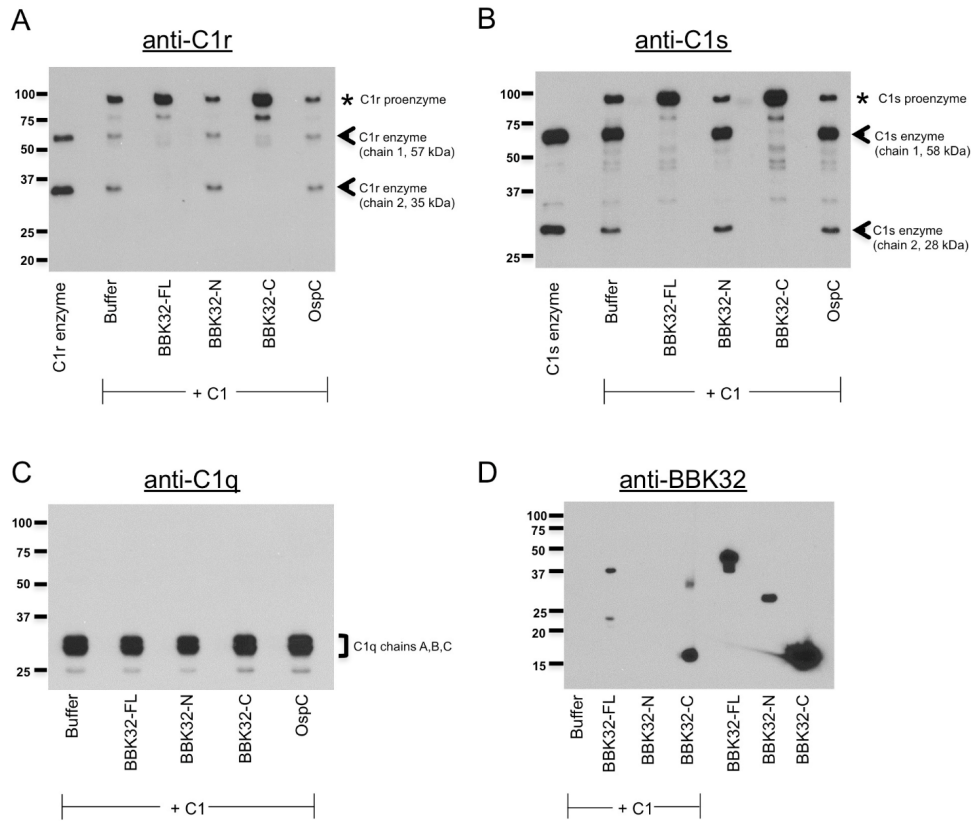 A
anti-C1r
100
75
50
37
25
20
* C1r proenzyme
C1r enzyme
(chain 1, 57 kDa)
C1r enzyme
(chain 2, 35 kDa)
C1r enzyme
Buffer
BBK32-FL
BBK32-N
BBK32-C
OspC
+ C1
B
anti-C1s
100
75
50
37
25
* C1s proenzyme
C1s enzyme
(chain 1, 58 kDa)
C1s enzyme
(chain 2, 28 kDa)
C1s enzyme
Buffer
BBK32-FL
BBK32-N
BBK32-C
OspC
+ C1
C
anti-C1q
100
75
50
37
25
C1q chains A,B,C
Buffer
BBK32-FL
BBK32-N
BBK32-C
OspC
+ C1
D
anti-BBK32
100
75
50
37
25
20
15
Buffer
BBK32-FL
BBK32-N
BBK32-C
BBK32-FL
BBK32-N
BBK32-C
+ C1